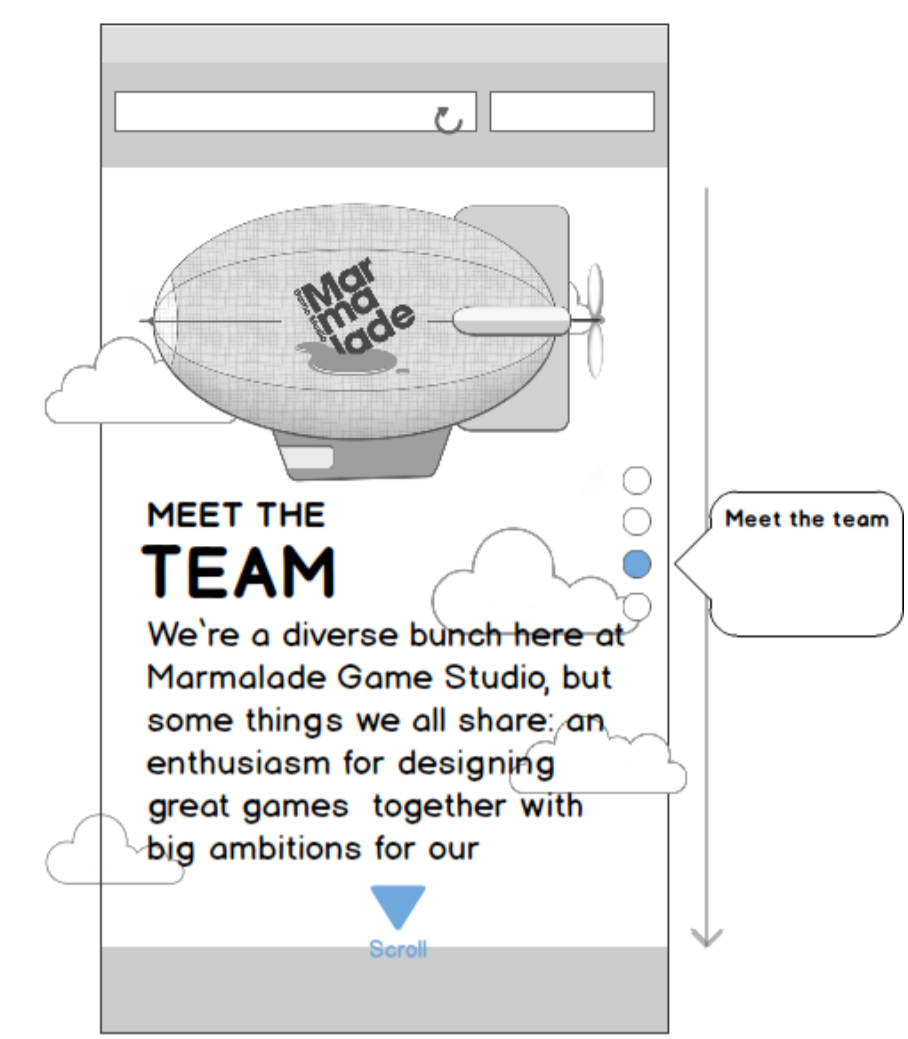 Mar
ma
lade
MEET THE
TEAM
Meet the team
We`re a diverse bunch here at
Marmalade Game Studio, but
some things we all share: an
enthusiasm for designing
great games  together with
big ambitions for our
Scroll